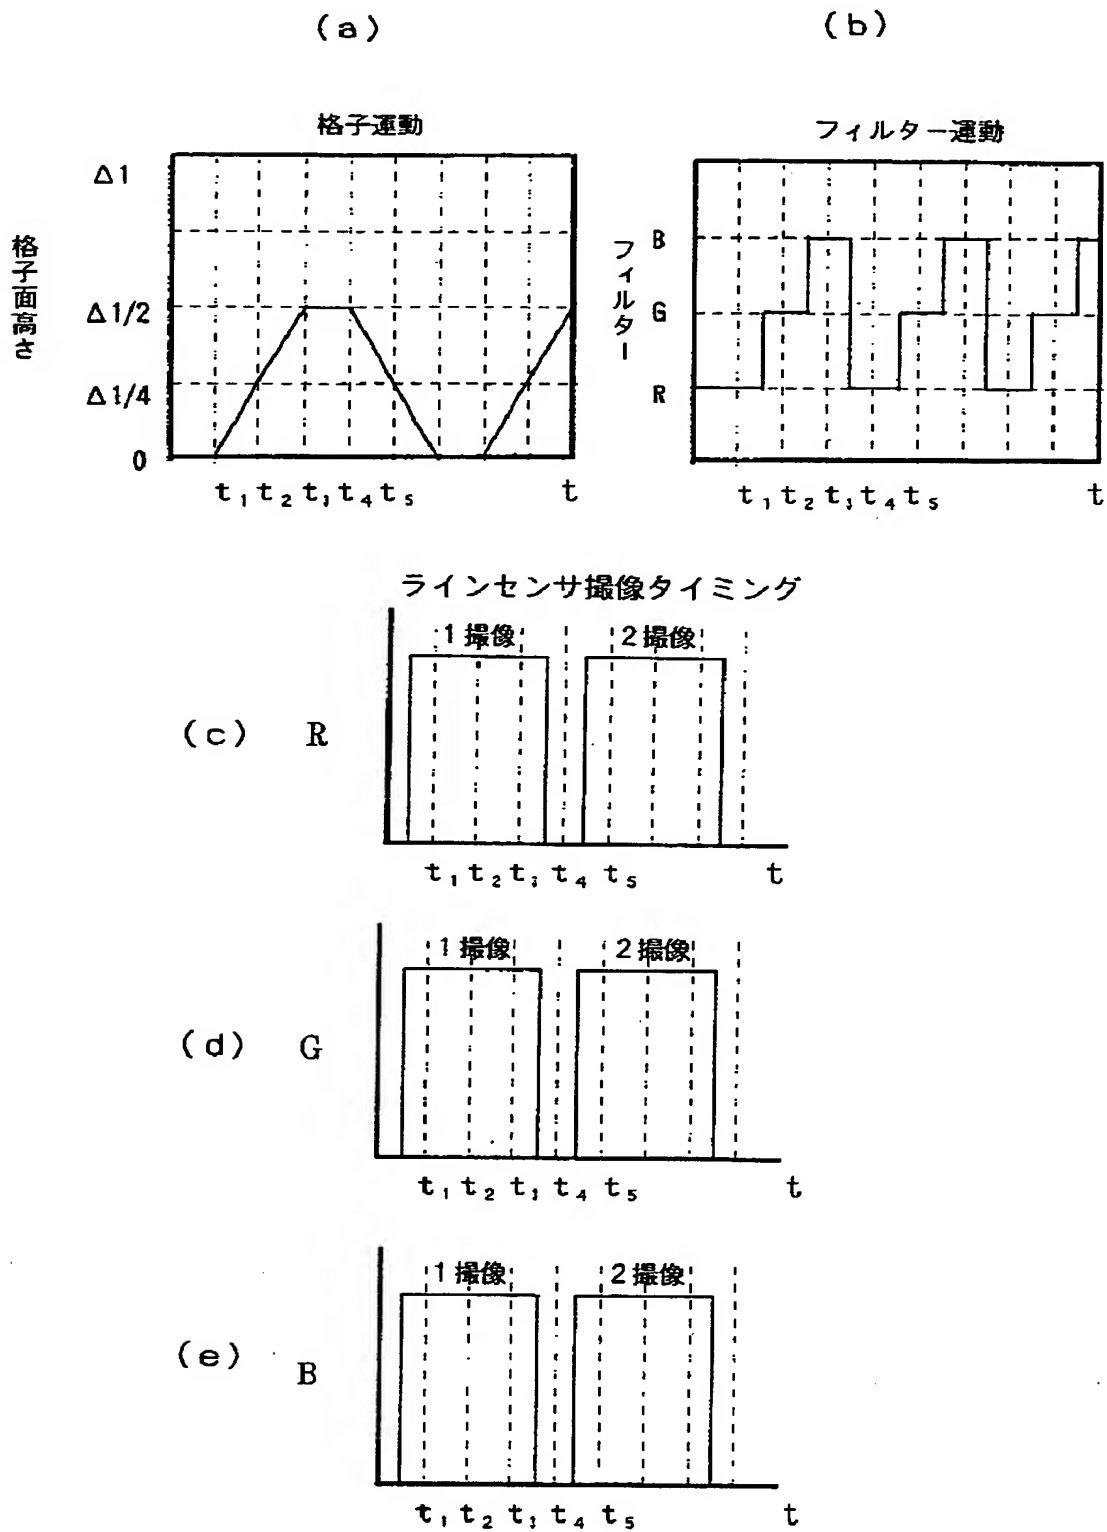 (a)
格子運動
格子面高さ
Δ1
Δ1/2
Δ1/4
0
t₁ t₂ t₃ t₄ t₅ t
(b)
フィルター運動
フィルター
B
G
R
t₁ t₂ t₃ t₄ t₅ t
ラインセンサ撮像タイミング
(c) R
1撮像 2撮像
t₁ t₂ t₃ t₄ t₅ t
(d) G
1撮像 2撮像
t₁ t₂ t₃ t₄ t₅ t
(e) B
1撮像 2撮像
t₁ t₂ t₃ t₄ t₅ t